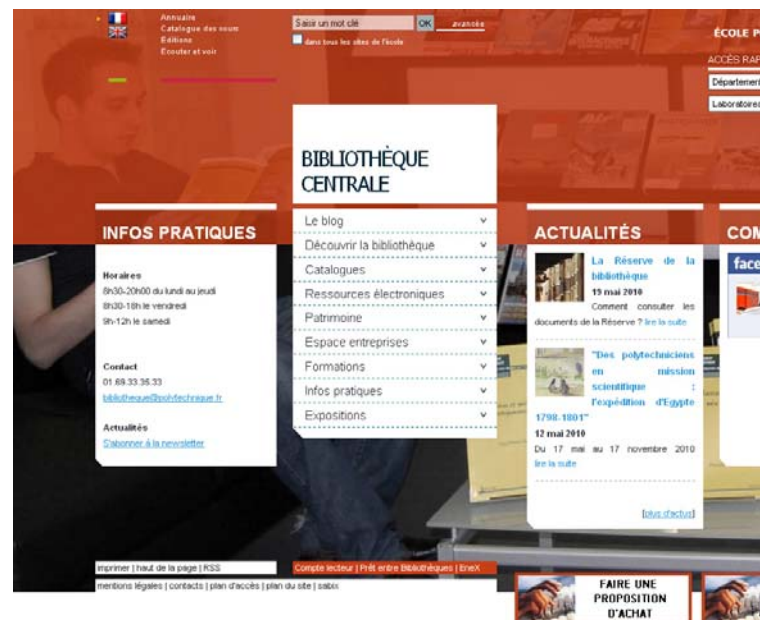 Annuaire
Catalogue des cours
Editions
Ecouter et voir
Saisir un mot clé
OK
avancée
dans tous les sites de l'école
ÉCOLE P
ACCÈS RAP
Département
Laboratoires
BIBLIOTHÈQUE
CENTRALE
INFOS PRATIQUES
Horaires
8h30-20h00 du lundi au jeudi
8h30-18h le vendredi
9h-12h le samedi
Contact
01.69.33.35.33
bibliotheque@polytechnique.fr
Actualités
S'abonner à la newsletter
Le blog
Découvrir la bibliothèque
Catalogues
Ressources électroniques
Patrimoine
Espace entreprises
Formations
Infos pratiques
Expositions
ACTUALITÉS
La Réserve de la
bibliothèque
19 mai 2010
Comment consulter les
documents de la Réserve ? lire la suite
"Des polytechniciens
en mission
scientifique :
l'expédition d'Egypte
1798-1801"
12 mai 2010
Du 17 mai au 17 novembre 2010
lire la suite
[plus d'actus]
COM
face
imprimer | haut de la page | RSS
Compte lecteur | Prêt entre Bibliothèques | EneX
mentions légales | contacts | plan d'accès | plan du site | sabix
FAIRE UNE
PROPOSITION
D'ACHAT